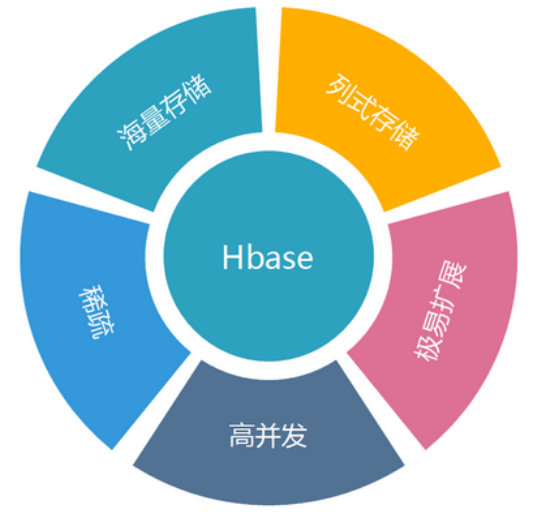 海量存储
列式存储
Hbase
稀疏
极易扩展
高并发